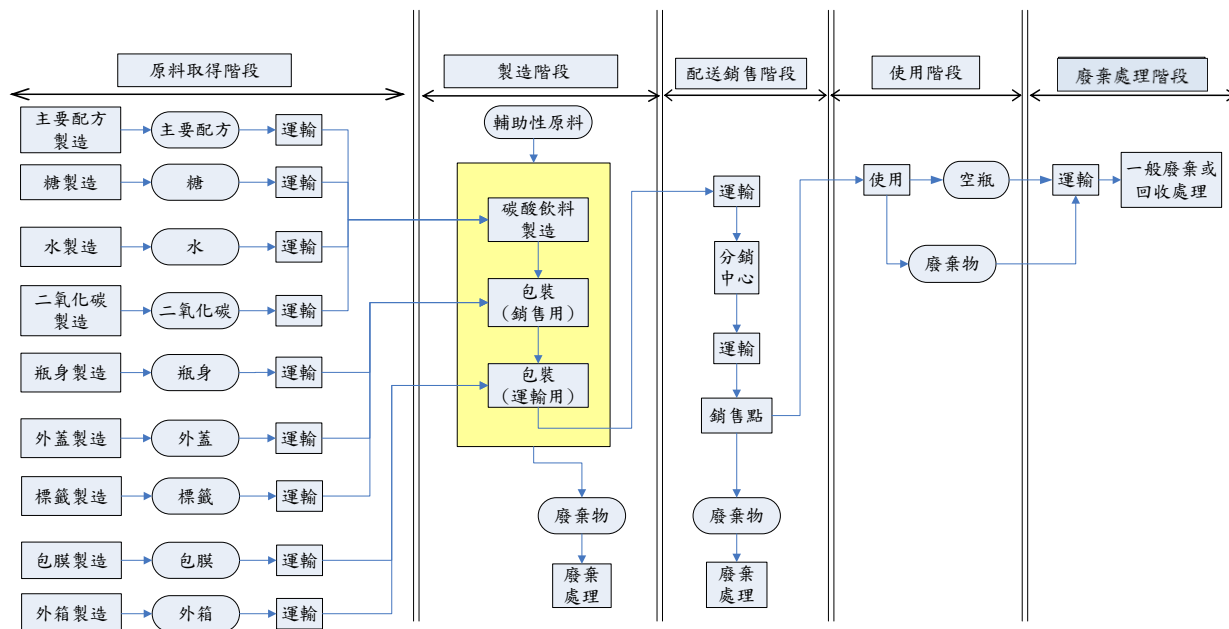 原料取得階段
製造階段
配送銷售階段
使用階段
廢棄處理階段
主要配方
製造
主要配方
運輸
糖製造
糖
運輸
水製造
水
運輸
二氧化碳
製造
二氧化碳
運輸
瓶身製造
瓶身
運輸
外蓋製造
外蓋
運輸
標籤製造
標籤
運輸
包膜製造
包膜
運輸
外箱製造
外箱
運輸
輔助性原料
碳酸飲料
製造
包裝
(銷售用)
包裝
(運輸用)
廢棄物
廢棄
處理
運輸
分銷
中心
運輸
銷售點
廢棄物
廢棄
處理
使用
空瓶
廢棄物
運輸
一般廢棄或
回收處理